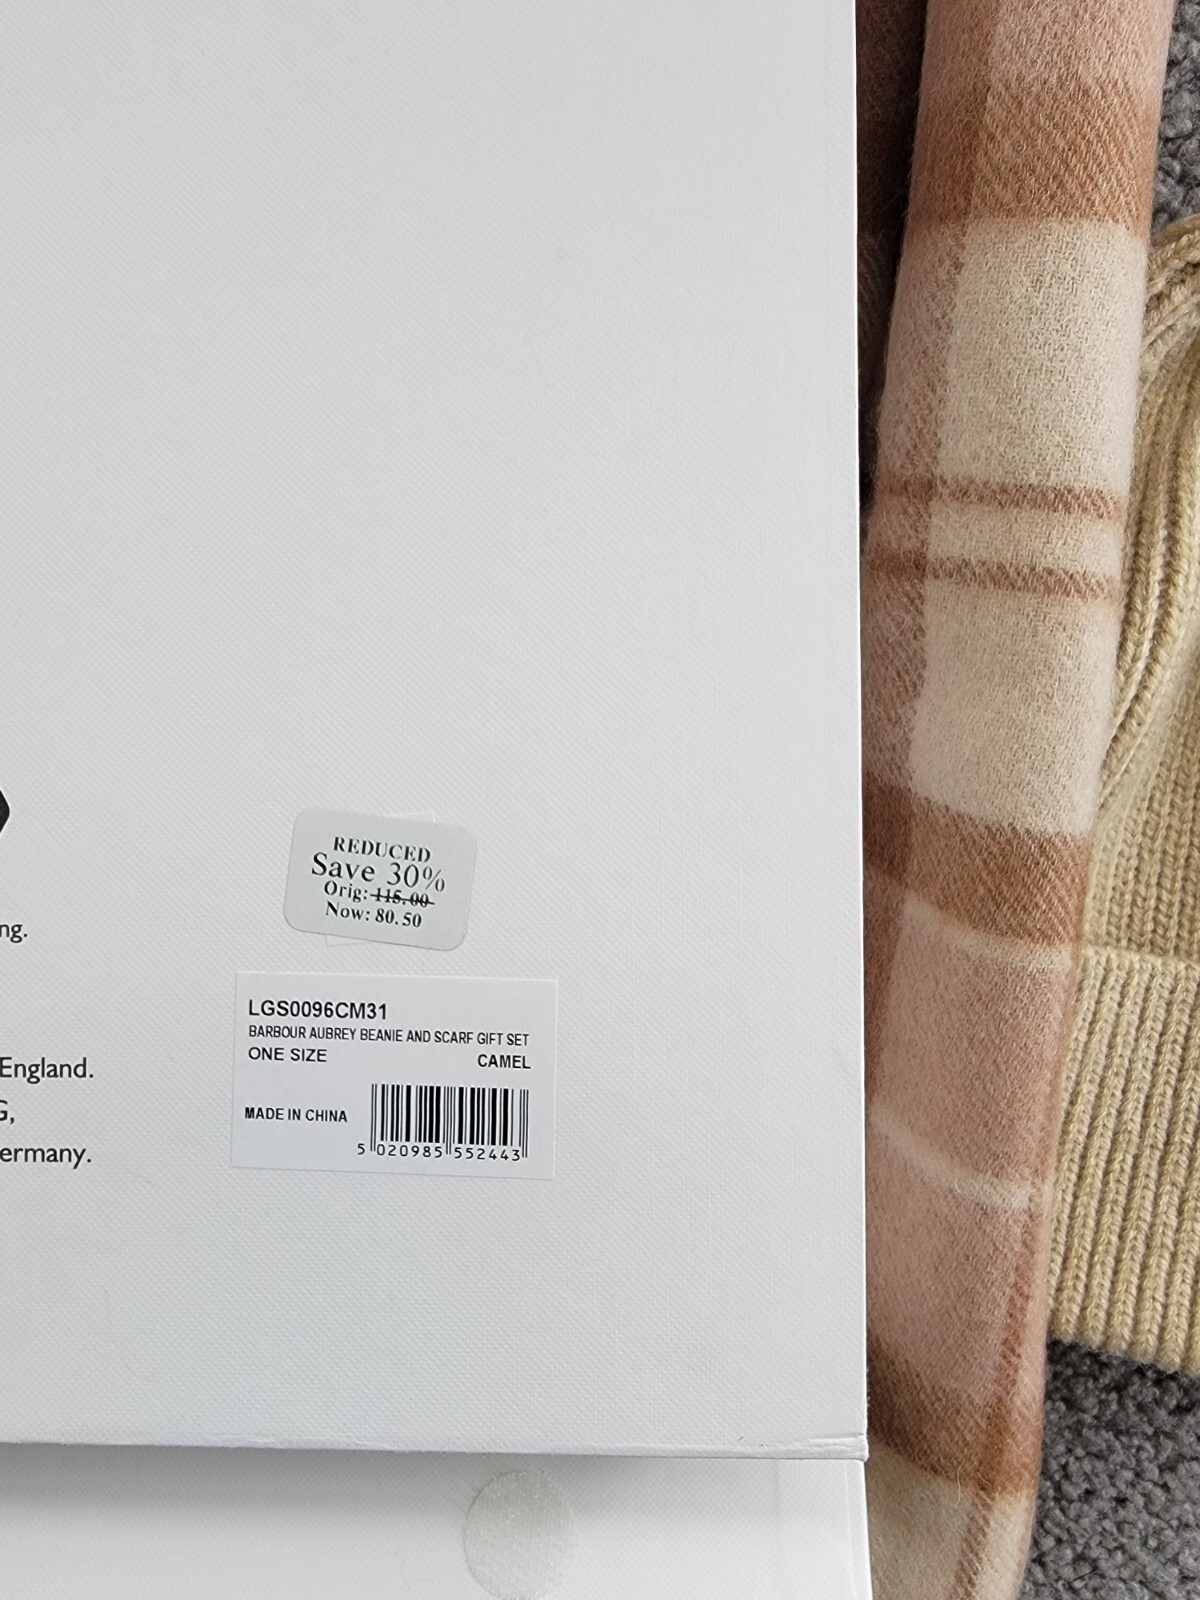 REDUCED
Save 30%
Orig: 115.00
Now: 80.50
ng.
LGS0096CM31
BARBOUR AUBREY BEANIE AND SCARF GIFT SET
ONE SIZE
CAMEL
England.
G,
MADE IN CHINA
ermany.
5 020985 552443